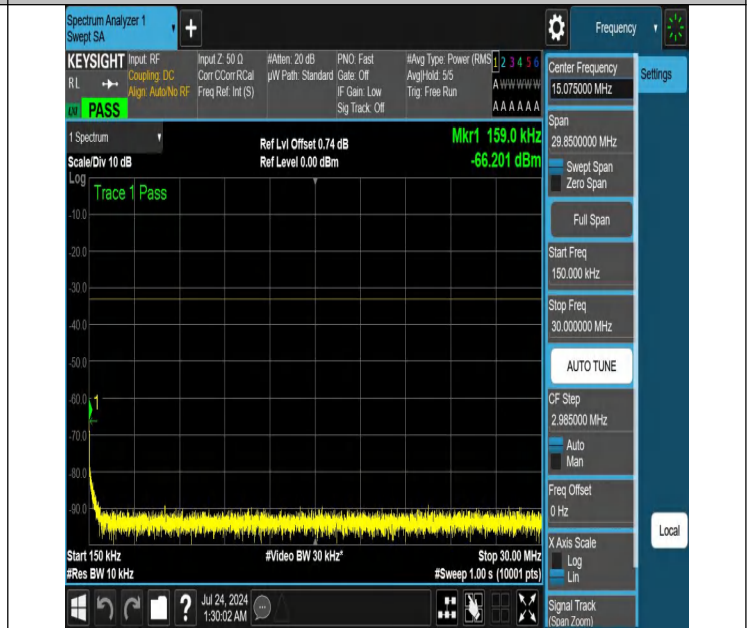 Spectrum Analyzer 1
Swept SA
+
Frequency
KEYSIGHT
RL
PASS
Input: RF
Coupling: DC
Align: Auto/No RF
Input Z: 50 Ω
Corr CCorr RCal
Freq Ref: Int (S)
#Atten: 20 dB
µW Path: Standard
PNO: Fast
Gate: Off
IF Gain: Low
Sig Track: Off
#Avg Type: Power (RMS
Avg|Hold: 5/5
Trig: Free Run
1 2 3 4 5 6
A W W W W W
A A A A A A
1 Spectrum
Scale/Div 10 dB
Ref Lvl Offset 0.74 dB
Ref Level 0.00 dBm
Mkr1 159.0 kHz
-66.201 dBm
Log
Trace 1 Pass
-10.0
-20.0
-30.0
-40.0
-50.0
-60.0
1
-70.0
-80.0
-90.0
Start 150 kHz
#Res BW 10 kHz
#Video BW 30 kHz*
Stop 30.00 MHz
#Sweep 1.00 s (10001 pts)
?
Jul 24, 2024
1:30:02 AM
Center Frequency
15.075000 MHz
Settings
Span
29.8500000 MHz
Swept Span
Zero Span
Full Span
Start Freq
150.000 kHz
Stop Freq
30.000000 MHz
AUTO TUNE
CF Step
2.985000 MHz
Auto
Man
Freq Offset
0 Hz
X Axis Scale
Log
Lin
Local
Signal Track
(Span Zoom)